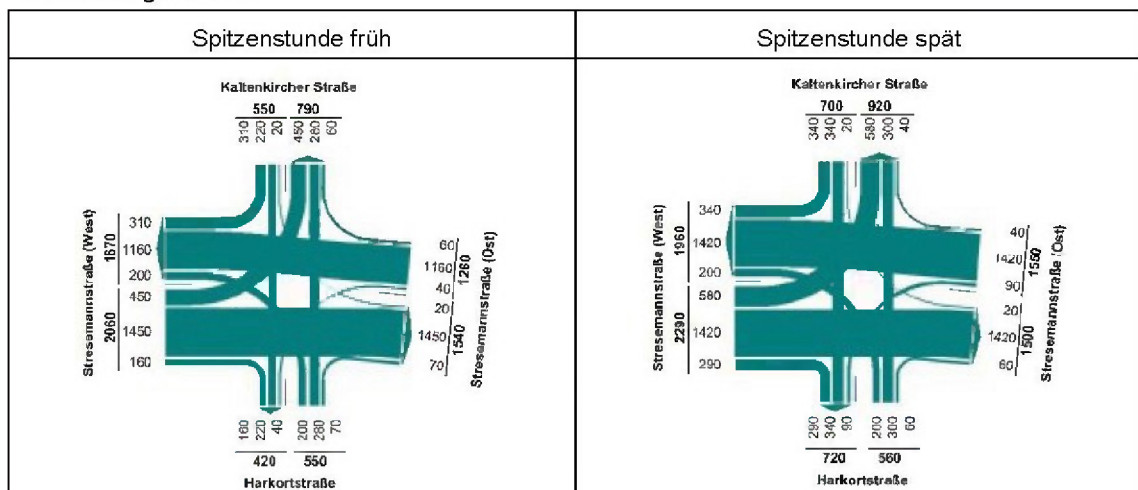 Spitzenstunde früh
Kaltenkircher Straße
550 790
310 220 20 450 280 60
Stresemannstraße (West)
1670
310
1160
200
2060
450
1450
160
60
1160
40
1260
20
1450
70
1540
Stresemannstraße (Ost)
160 220 40 200 280 70
420 550
Harkortstraße
Spitzenstunde spät
Kaltenkircher Straße
700 920
340 340 20 580 300 40
Stresemannstraße (West)
1960
340
1420
200
2290
580
1420
290
40
1420
90
1550
20
1420
60
1500
Stresemannstraße (Ost)
290 340 90 200 300 60
720 560
Harkortstraße